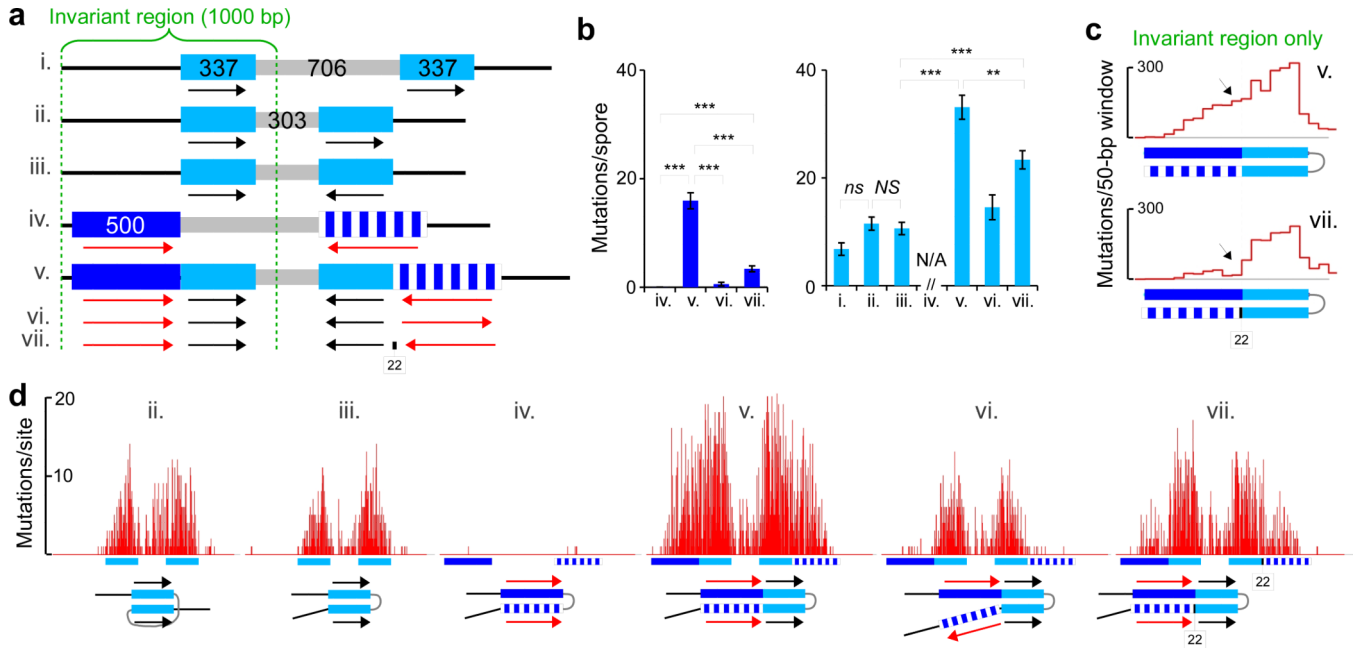 a
Invariant region (1000 bp)
i.
337
706
337
ii.
303
iii.
iv.
500
v.
vi.
vii.
22
b
Mutations/spore
40
20
0
***
***
***
***
iv. v. vi. vii.
40
20
0
***
***
**
ns
NS
N/A
//
i. ii. iii. iv. v. vi. vii.
c
Invariant region only
Mutations/50-bp window
300
v.
300
vii.
22
d
Mutations/site
20
10
ii.
iii.
iv.
v.
vi.
vii.
22
22